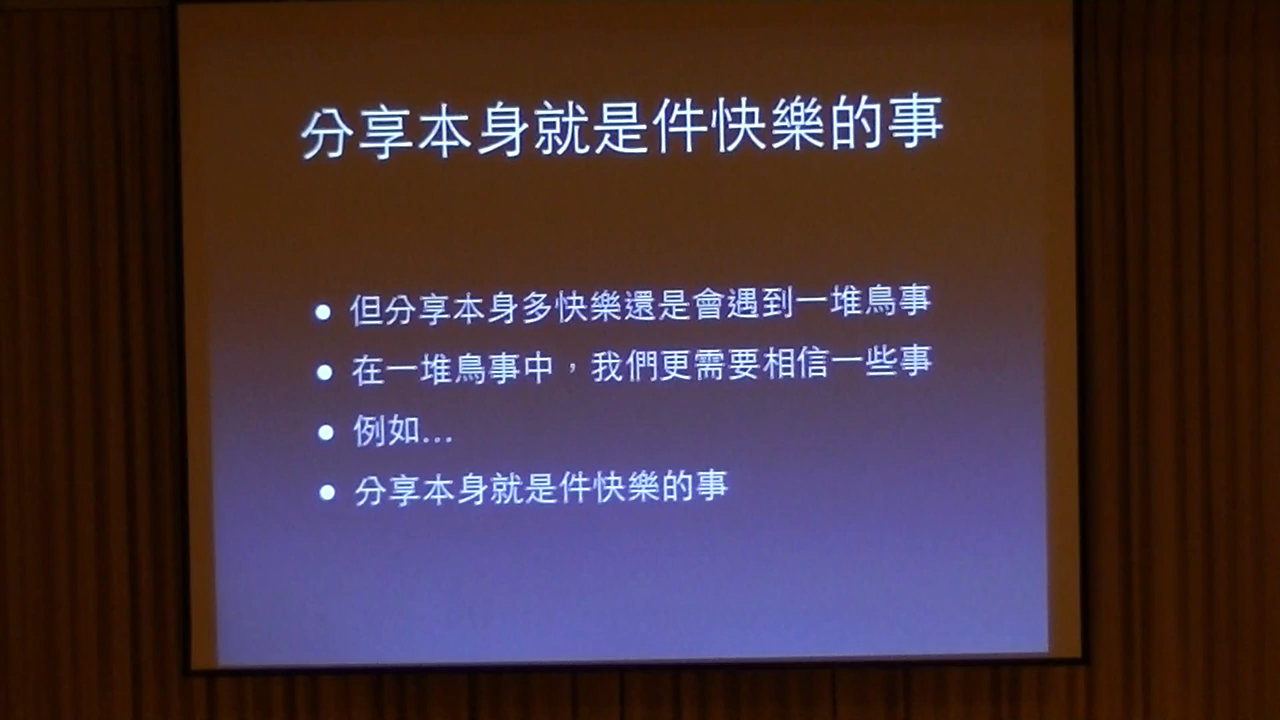 分享本身就是件快樂的事
• 但分享本身多快樂還是會遇到一堆鳥事
• 在一堆鳥事中，我們更需要相信一些事
• 例如...
• 分享本身就是件快樂的事